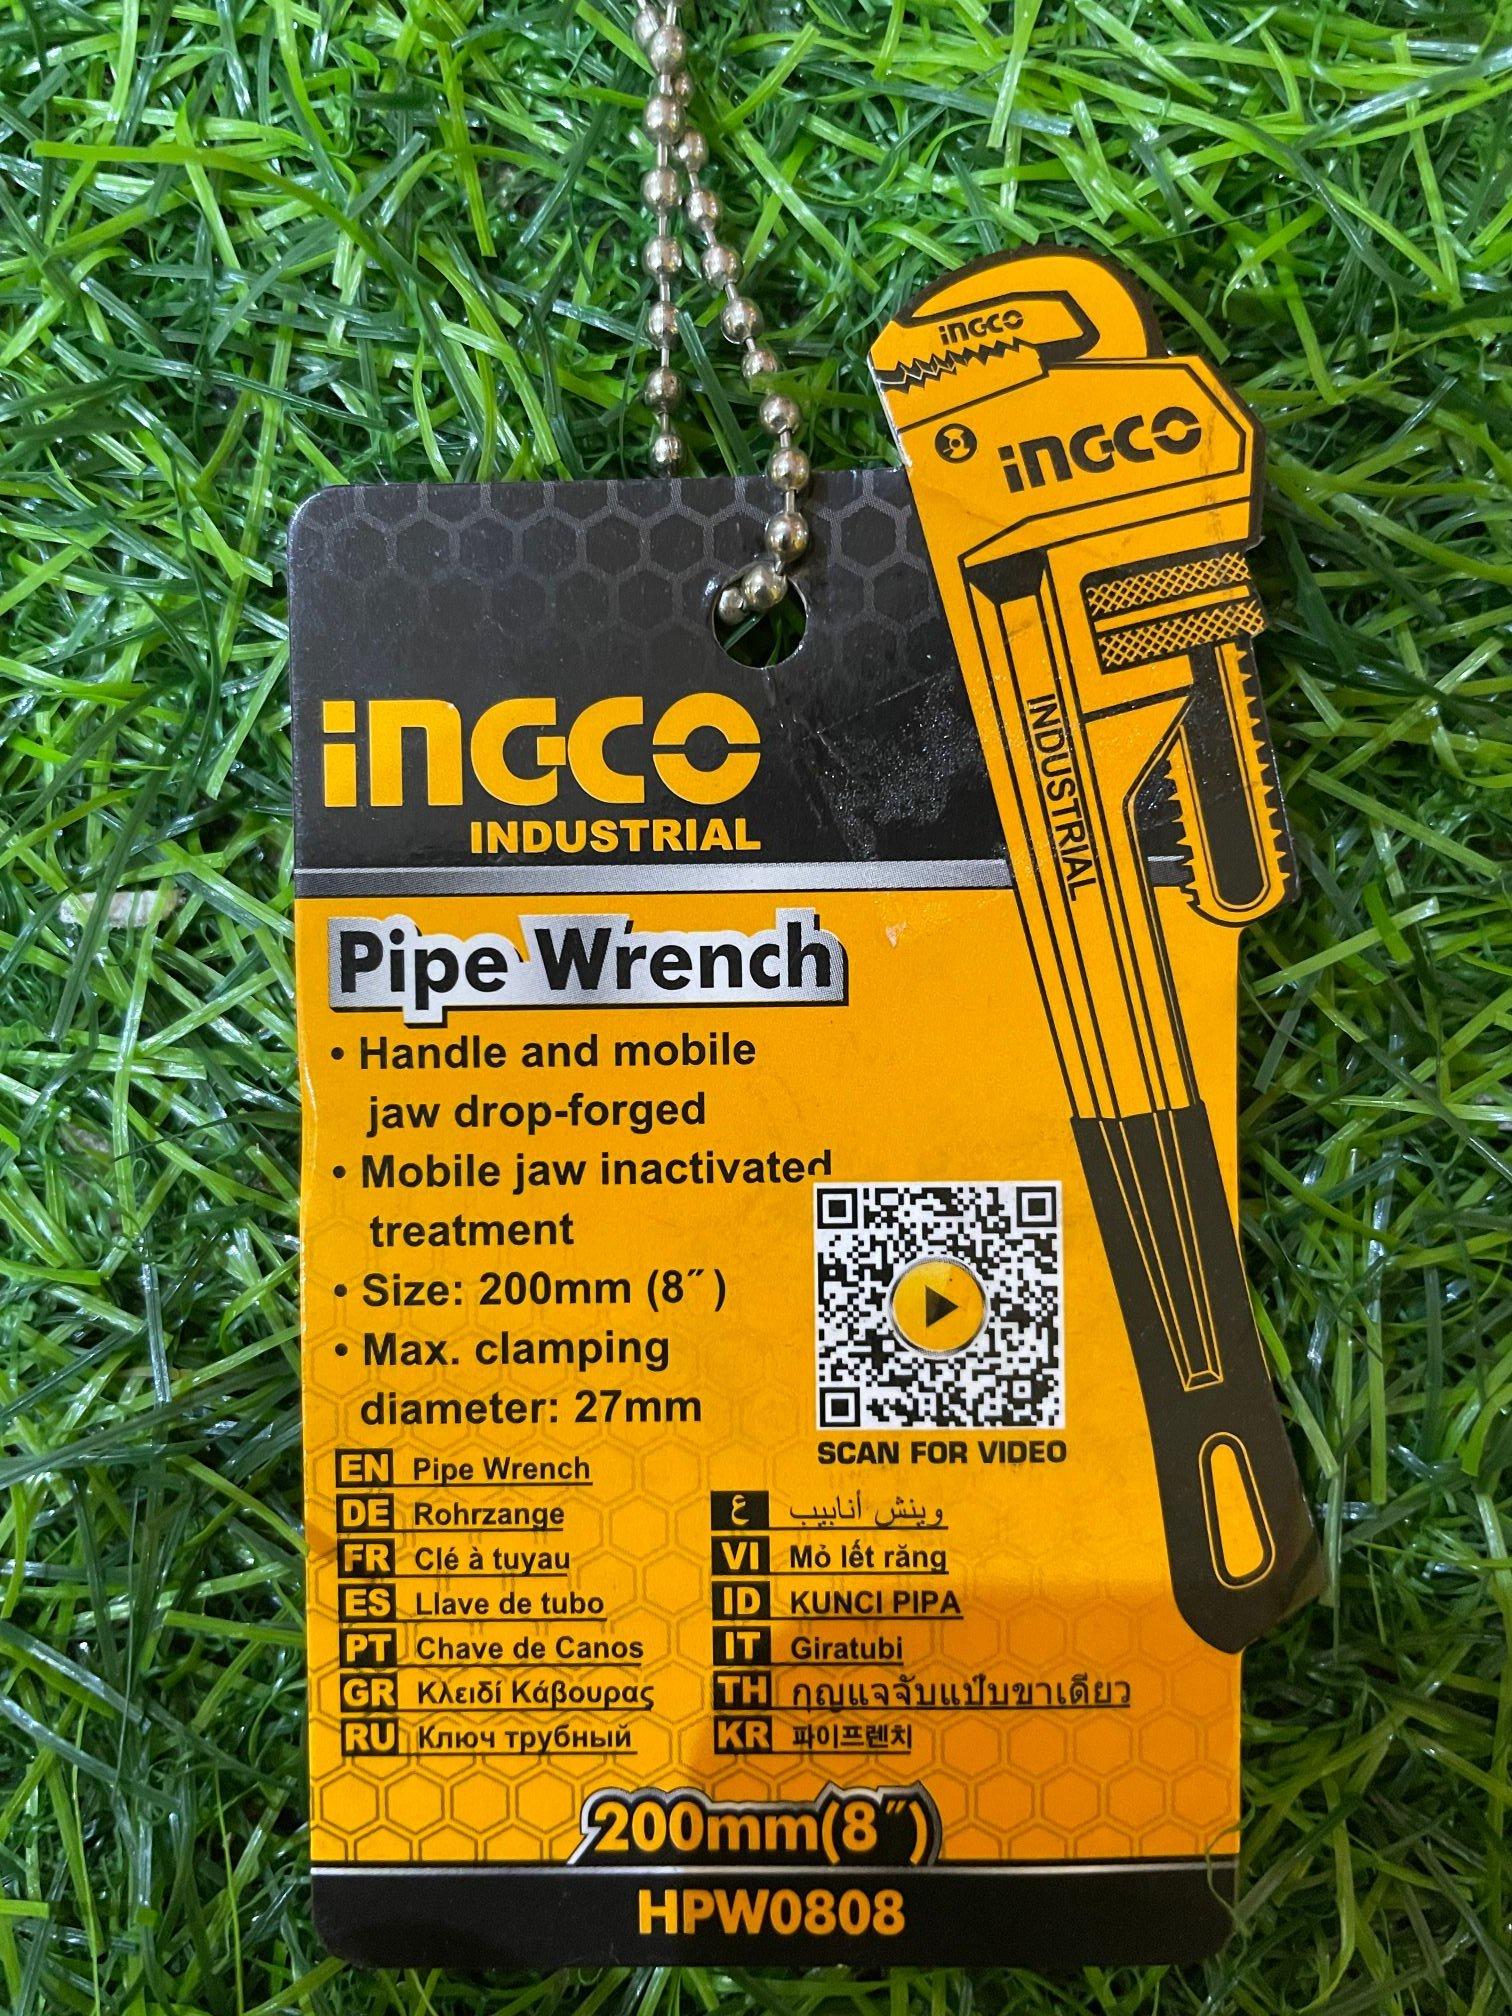 INGCO
INGCO
INDUSTRIAL
INGCO
INDUSTRIAL
Pipe Wrench
• Handle and mobile
jaw drop-forged
• Mobile jaw inactivated
treatment
• Size: 200mm (8″)
• Max. clamping
diameter: 27mm
SCAN FOR VIDEO
EN Pipe Wrench
DE Rohrzange
FR Clé à tuyau
ES Llave de tubo
PT Chave de Canos
GR Κλειδί Κάβουρας
RU Ключ трубный
ع وينش أنابيب
VI Mỏ lết răng
ID KUNCI PIPA
IT Giratubi
TH กุญแจจับแป๊บขาเดียว
KR 파이프렌치
200mm(8″)
HPW0808